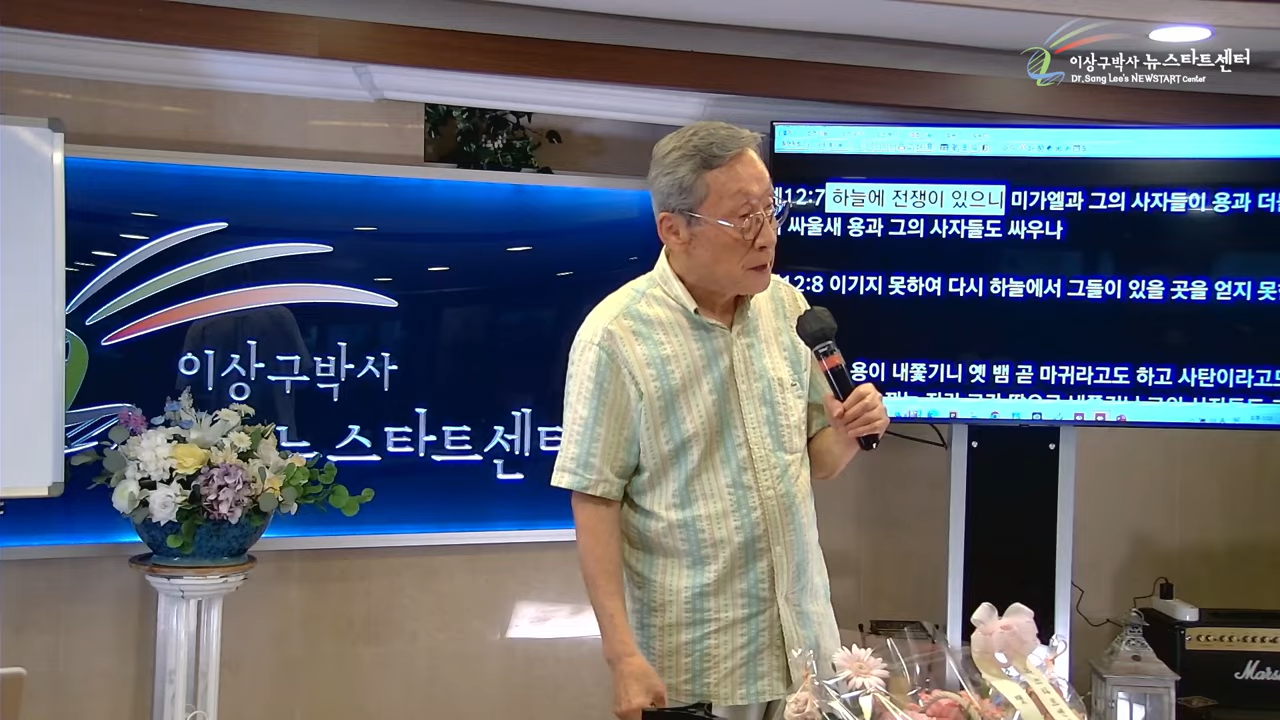 이상구박사 뉴스타트센터
Dr. Sang Lee's NEWSTART Center
이상구박사
뉴스타트센터
12:7 하늘에 전쟁이 있으니 미가엘과 그의 사자들이 용과 더불
싸울새 용과 그의 사자들도 싸우나
12:8 이기지 못하여 다시 하늘에서 그들이 있을 곳을 얻지 못하
용이 내쫓기니 옛 뱀 곧 마귀라고도 하고 사탄이라고도
Mars